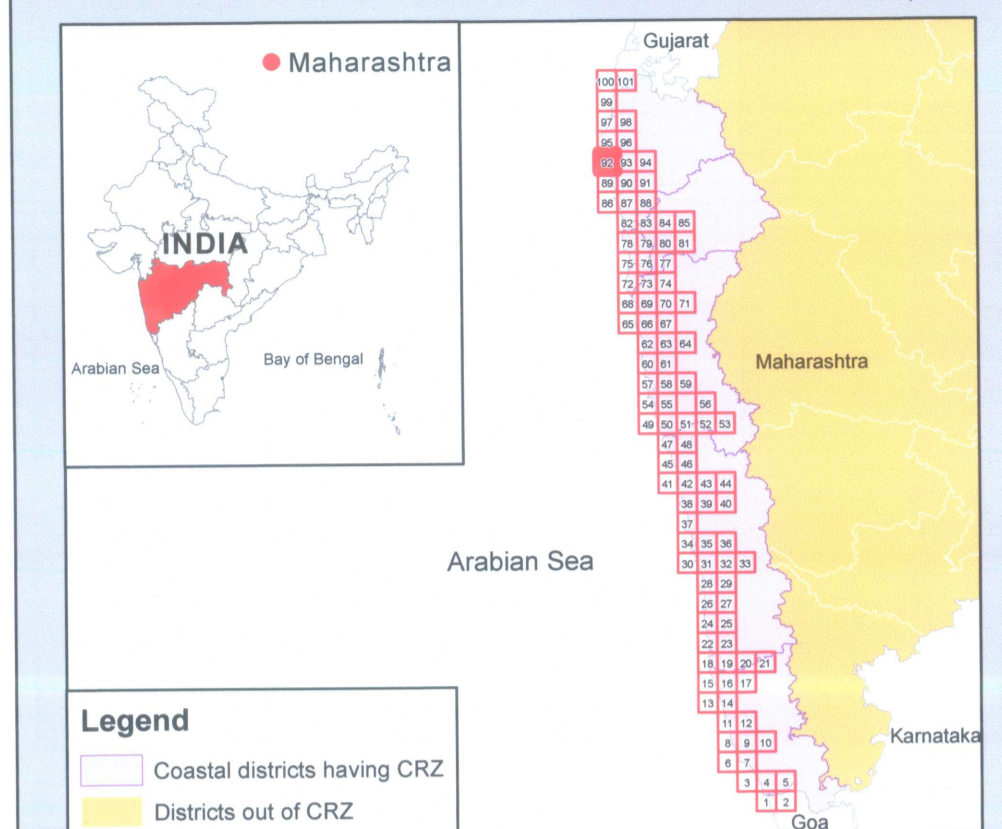 Maharashtra
INDIA
Arabian Sea
Bay of Bengal
Gujarat
100 101
99
97 98
95 96
92 93 94
89 90 91
86 87 88
82 83 84 85
78 79 80 81
75 76 77
72 73 74
68 69 70 71
65 66 67
62 63 64
60 61
Maharashtra
57 58 59
54 55 56
49 50 51 52 53
47 48
45 46
41 42 43 44
38 39 40
37
34 35 36
Arabian Sea
30 31 32 33
28 29
26 27
24 25
22 23
18 19 20 21
15 16 17
13 14
11 12
8 9 10
Karnataka
6 7
3 4 5
1 2
Goa
Legend
Coastal districts having CRZ
Districts out of CRZ